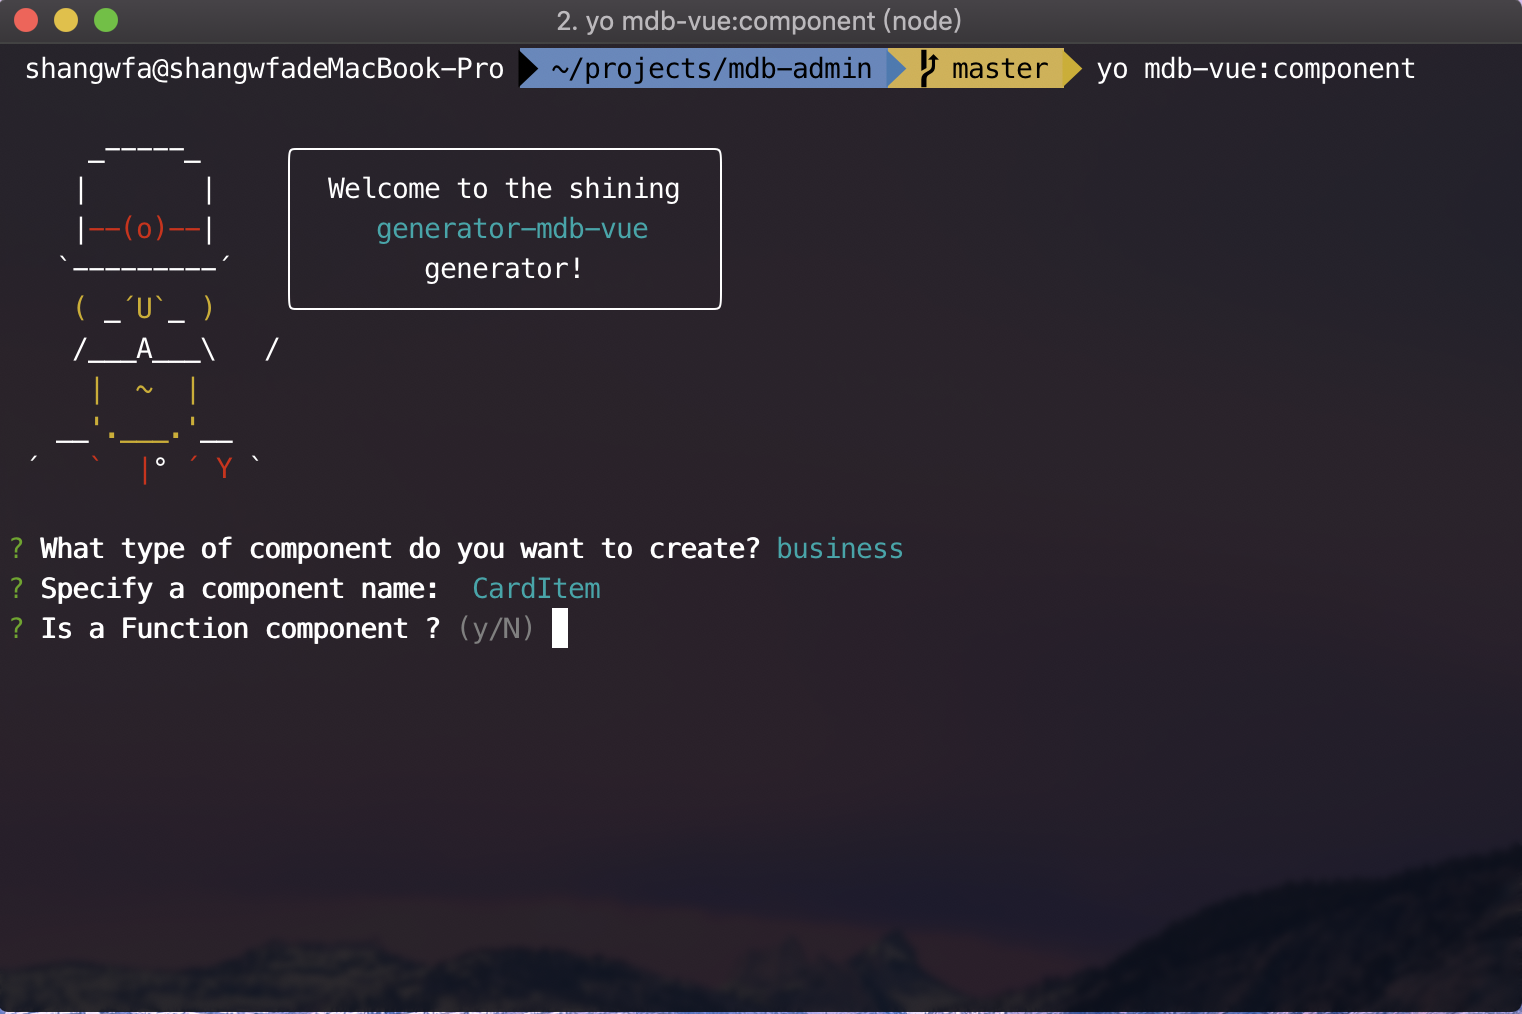 2. yo mdb-vue:component (node)
shangwfa@shangwfadeMacBook-Pro ~/projects/mdb-admin master yo mdb-vue:component
_-----_
| |
|--(o)--|
`---------´
( _´U`_ )
/___A___\ /
| ~ |
__'.___.'__
´ ` |° ´ Y `
Welcome to the shining
generator-mdb-vue
generator!
? What type of component do you want to create? business
? Specify a component name: CardItem
? Is a Function component ? (y/N)